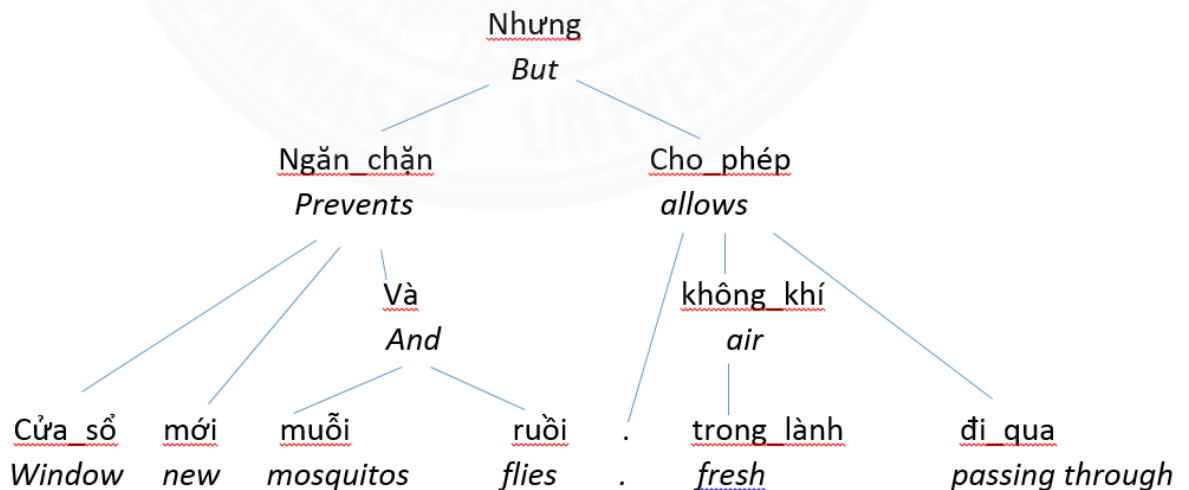 Nhưng
But
Ngăn_chặn Cho_phép
Prevents allows
Và không_khí
And air
Cửa_sổ mới muỗi ruồi . trong_lành đi_qua
Window new mosquitos flies . fresh passing through